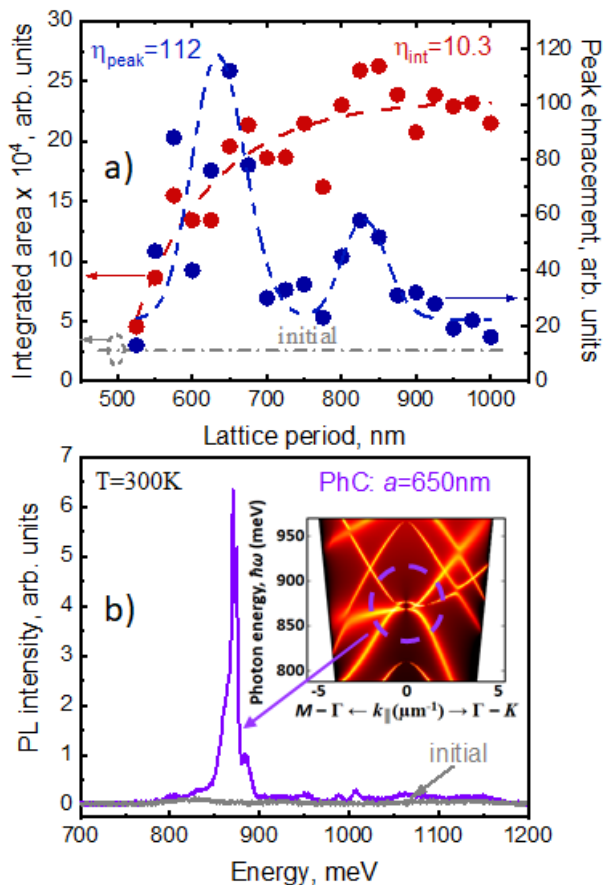 a)
η_peak=112
η_int=10.3
initial
30
25
20
15
10
5
0
120
100
80
60
40
20
0
500 600 700 800 900 1000
Integrated area x 10⁴, arb. units
Peak ehnacement, arb. units
Lattice period, nm
b)
T=300K
PhC: a=650nm
initial
7
6
5
4
3
2
1
0
PL intensity, arb. units
700 800 900 1000 1100 1200
Energy, meV
Photon energy, ħω (meV)
950
900
850
800
-5 0 5
M − Γ ← k∥(μm⁻¹) → Γ − K